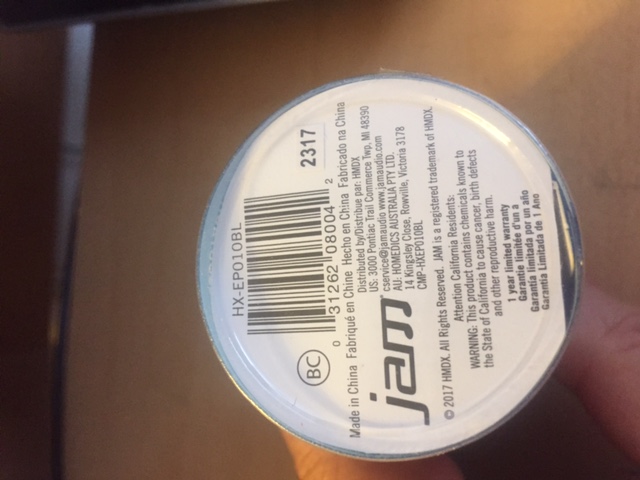 HX-EP010BL
0 31262 08004 2
2317
BC
Made in China Fabriqué en Chine Hecho en China Fabricado na China
Distributed by/Distribue par: HMDX
US: 3000 Pontiac Trail Commerce Twp, MI 48390
cservice@jamaudio www.jamaudio.com
AU: HOMEDICS AUSTRALIA PTY LTD.
14 Kingsley Close, Rowville, Victoria 3178
CMP-HXEP010BL
jam
© 2017 HMDX. All Rights Reserved. JAM is a registered trademark of HMDX.
Attention California Residents:
WARNING: This product contains chemicals known to
the State of California to cause cancer, birth defects
and other reproductive harm.
1 year limited warranty
Garantie limitée d'un a
Garantía limitada por un año
Garantia Limitada de 1 Ano